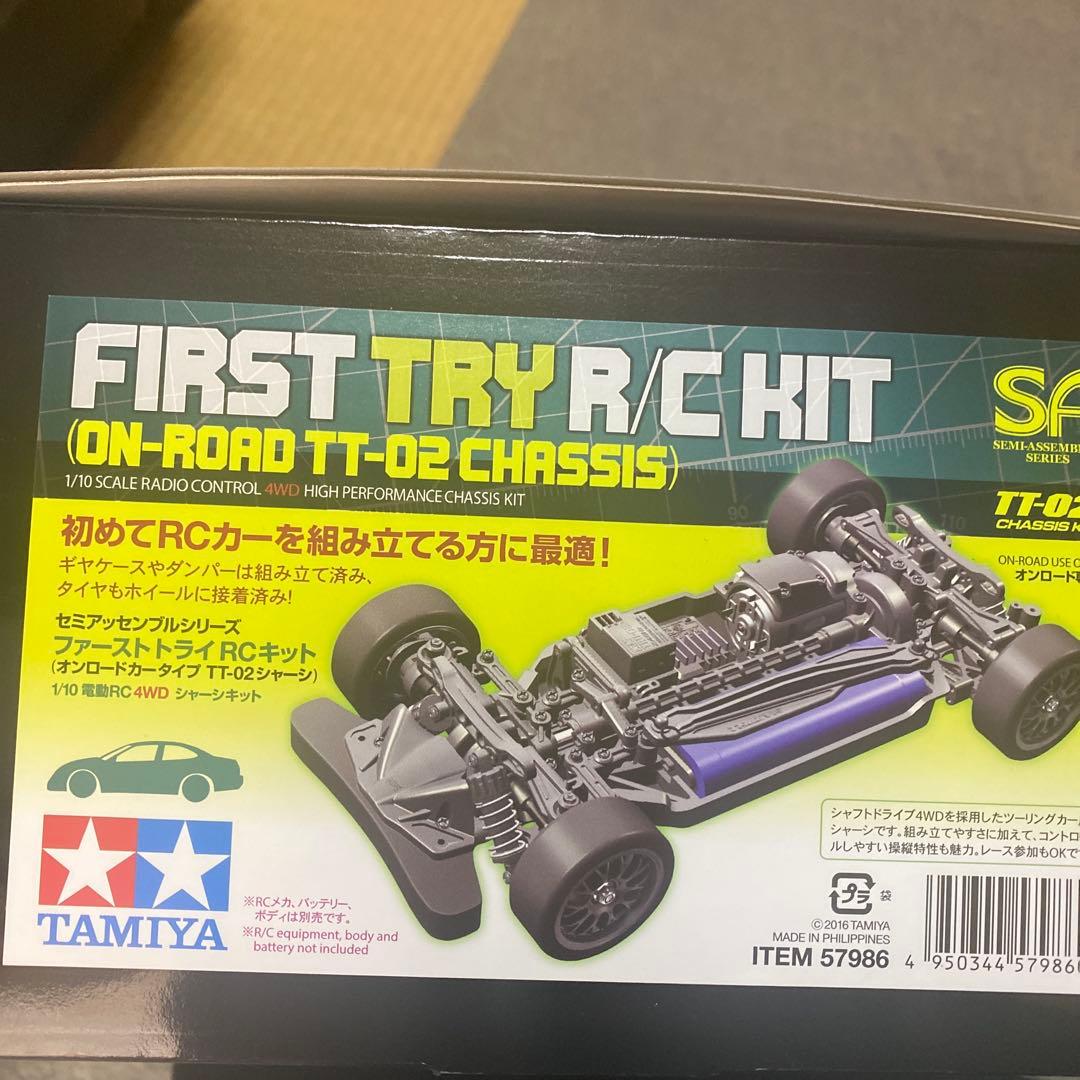 FIRST TRY R/C KIT
(ON-ROAD TT-02 CHASSIS)
1/10 SCALE RADIO CONTROL 4WD HIGH PERFORMANCE CHASSIS KIT
SA
SEMI-ASSEMB
SERIES
TT-02
CHASSIS K
ON-ROAD USE O
オンロード
初めてRCカーを組み立てる方に最適!
ギヤケースやダンパーは組み立て済み、
タイヤもホイールに接着済み!
セミアッセンブルシリーズ
ファーストトライ RCキット
(オンロードカータイプ TT-02シャーシ)
1/10 電動RC 4WD シャーシキット
シャフトドライブ4WDを採用したツーリングカー
シャーシです。組み立てやすさに加えて、コントロ
ルしやすい操縦特性も魅力。レース参加もOKで
TAMIYA
※RCメカ、バッテリー、
ボディは別売です。
※R/C equipment, body and
battery not included
プラ 袋
©2016 TAMIYA
MADE IN PHILIPPINES
ITEM 57986
4 950344 57986